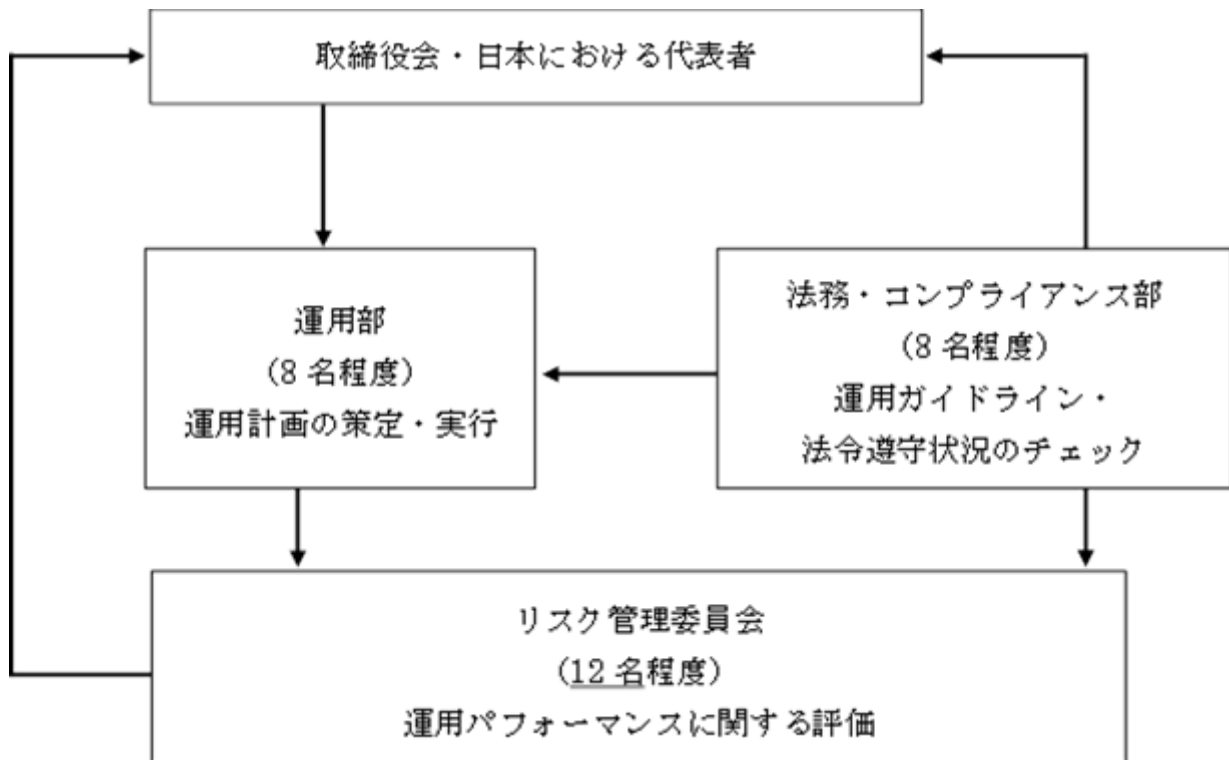 取締役会・日本における代表者
運用部
(8 名程度)
運用計画の策定・実行
法務・コンプライアンス部
(8 名程度)
運用ガイドライン・
法令遵守状況のチェック
リスク管理委員会
(12 名程度)
運用パフォーマンスに関する評価